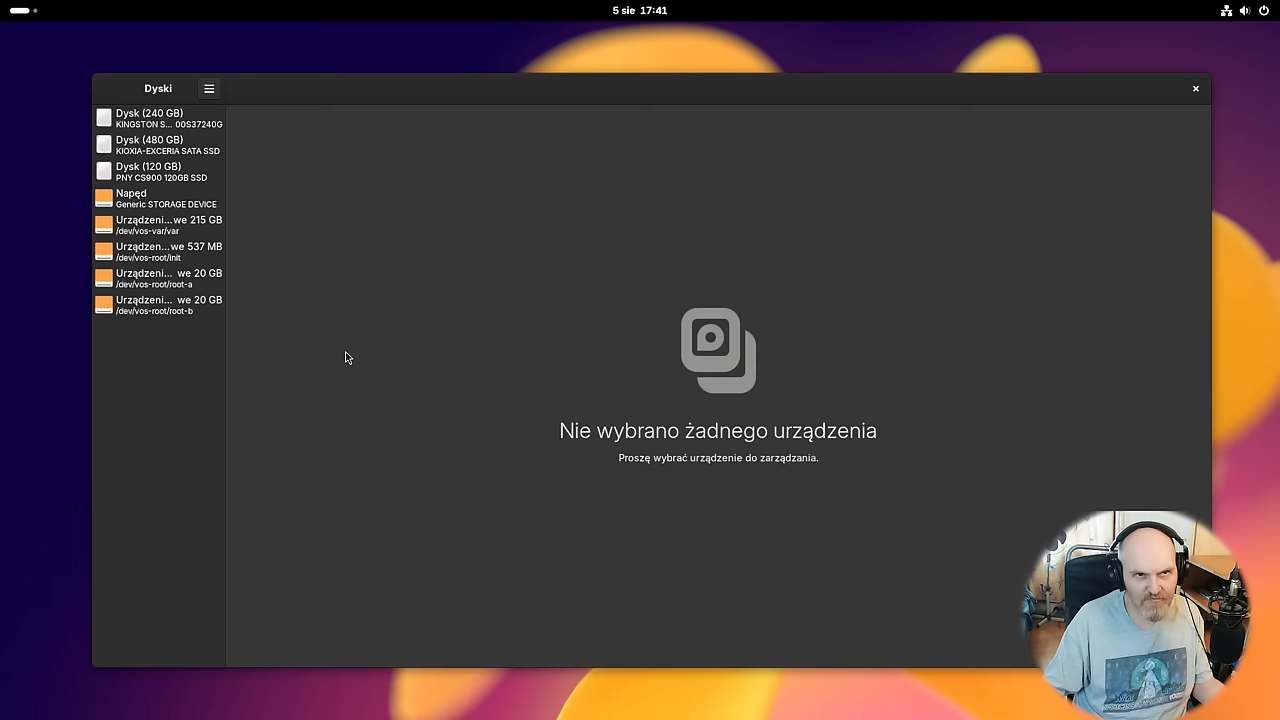 5 sie 17:41
Dyski
Dysk (240 GB)
KINGSTON S... 00S37240G
Dysk (480 GB)
KIOXIA-EXCERIA SATA SSD
Dysk (120 GB)
PNY CS900 120GB SSD
Napęd
Generic STORAGE DEVICE
Urządzeni...we 215 GB
/dev/vos-var/var
Urządzen...we 537 MB
/dev/vos-root/init
Urządzeni... we 20 GB
/dev/vos-root/root-a
Urządzeni... we 20 GB
/dev/vos-root/root-b
Nie wybrano żadnego urządzenia
Proszę wybrać urządzenie do zarządzania.